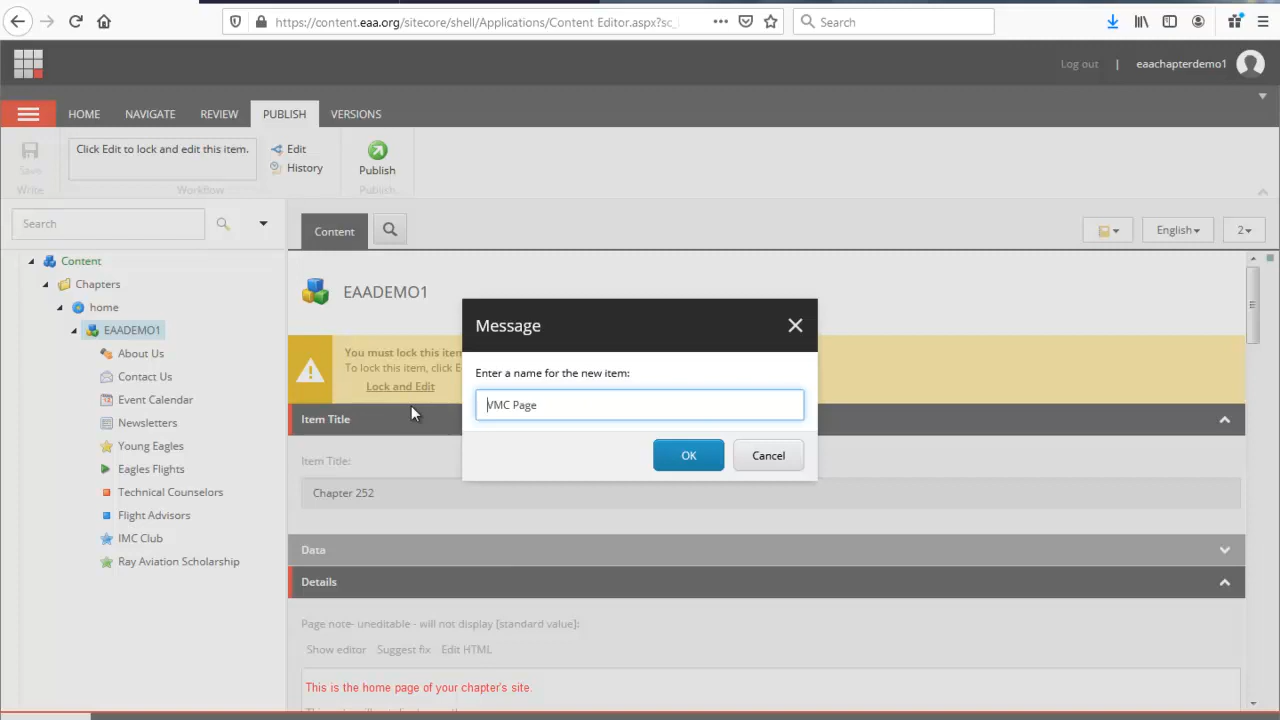 https://content.eaa.org/sitecore/shell/Applications/Content Editor.aspx?sc_
Search
Log out | eaachapterdemo1
HOME NAVIGATE REVIEW PUBLISH VERSIONS
Save
Click Edit to lock and edit this item.
Edit
History
Publish
Write Workflow Publish
Search
Content English 2
Content
Chapters
home
EAADEMO1
About Us
Contact Us
Event Calendar
Newsletters
Young Eagles
Eagles Flights
Technical Counselors
Flight Advisors
IMC Club
Ray Aviation Scholarship
EAADEMO1
You must lock this item
To lock this item, click E
Lock and Edit
Item Title
Item Title:
Chapter 252
Data
Details
Page note- uneditable - will not display [standard value]:
Show editor Suggest fix Edit HTML
This is the home page of your chapter's site.
Message
Enter a name for the new item:
VMC Page
OK Cancel